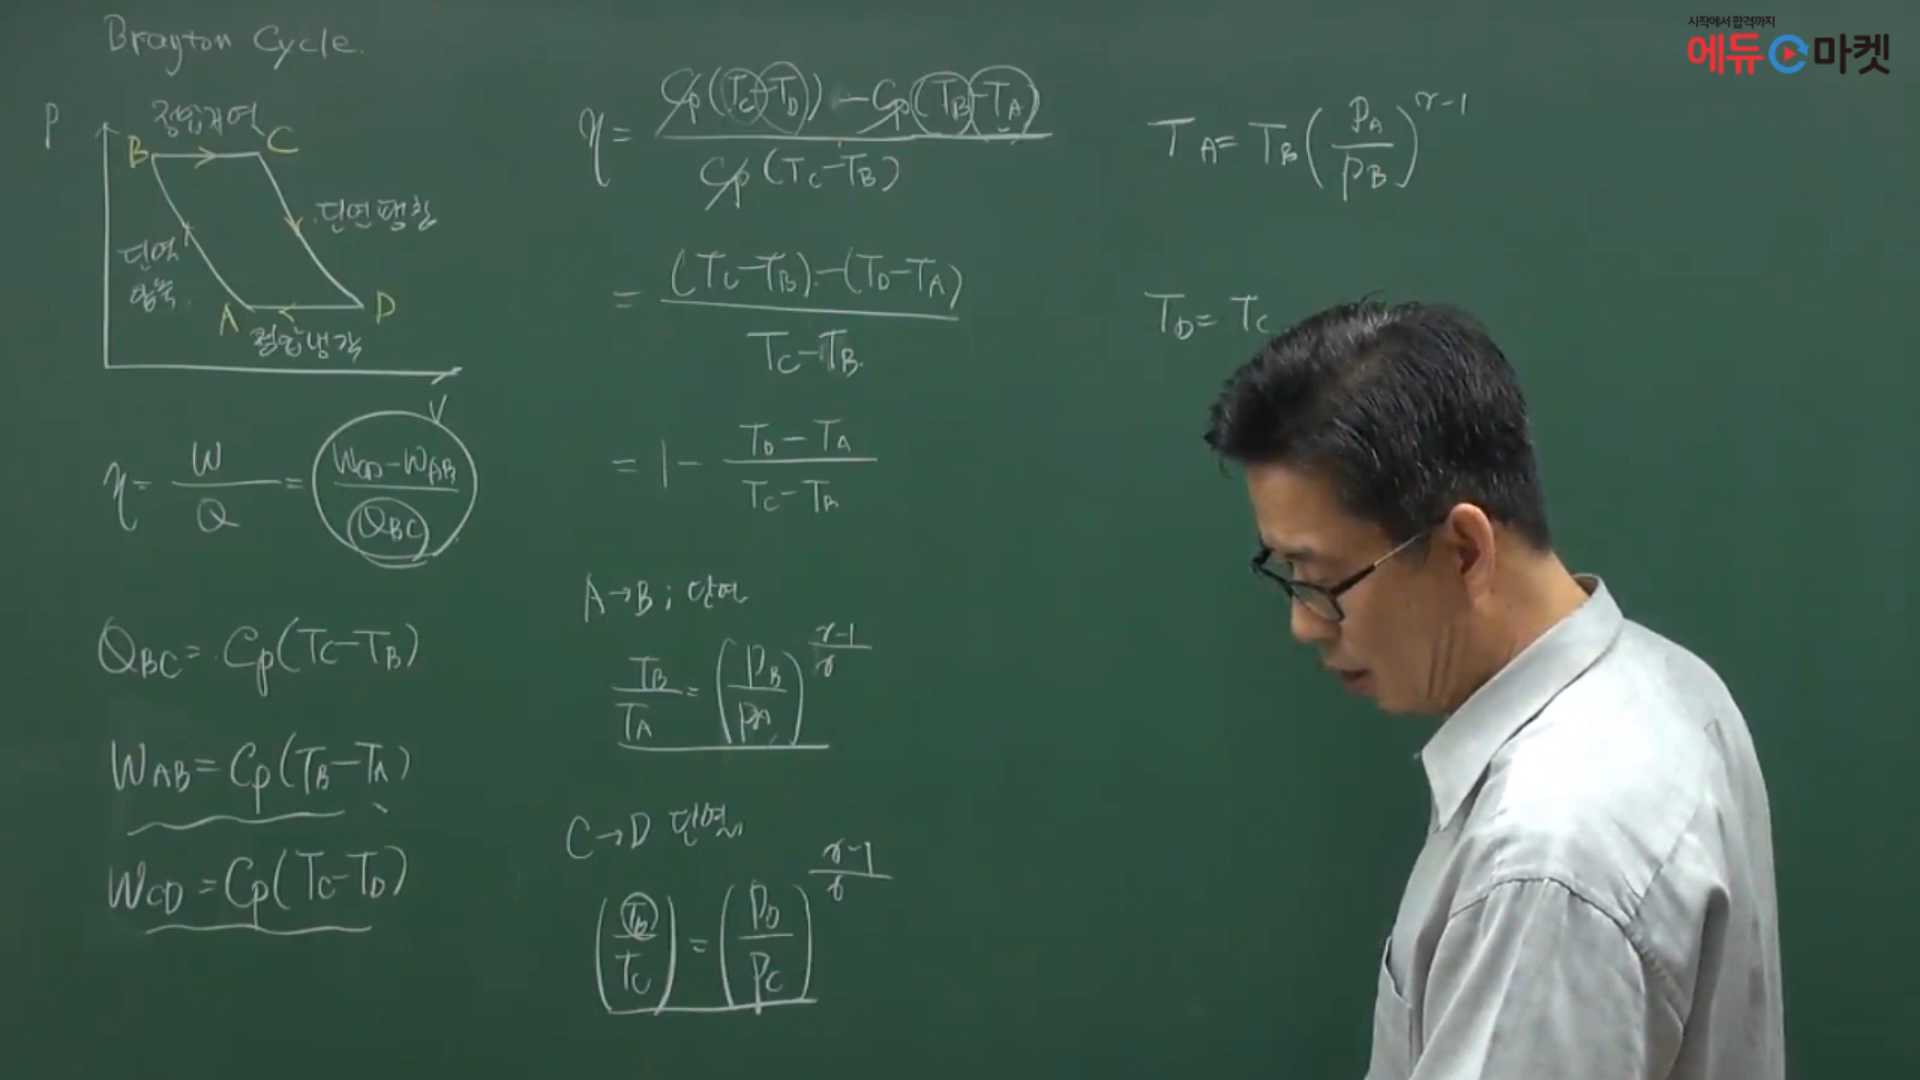 시작에서 합격까지
에듀마켓
Brayton Cycle.
P
정압가열
B
C
단열팽창
단열
압축
A
D
정압냉각
V
η = W/Q = (W_CD - W_AB)/Q_BC
Q_BC = Cp(T_C - T_B)
W_AB = Cp(T_B - T_A)
W_CD = Cp(T_C - T_D)
η = (Cp(T_C - T_D) - Cp(T_B - T_A))/(Cp(T_C - T_B))
= ((T_C - T_B) - (T_D - T_A))/(T_C - T_B)
= 1 - (T_D - T_A)/(T_C - T_B)
A→B ; 단열
T_B/T_A = (P_B/P_A)^((r-1)/r)
C→D 단열
(T_D/T_C) = (P_D/P_C)^((r-1)/r)
T_A = T_B (P_A/P_B)^(r-1)
T_D = T_C